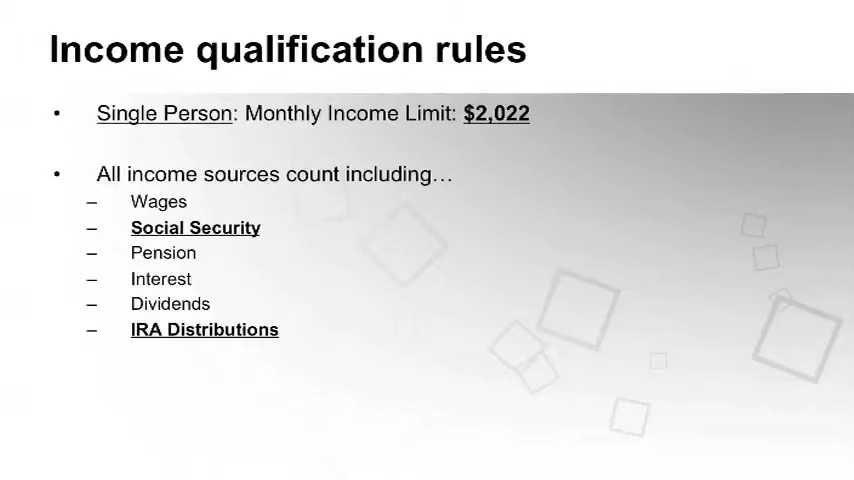 Income qualification rules
• Single Person: Monthly Income Limit: $2,022
• All income sources count including…
– Wages
– Social Security
– Pension
– Interest
– Dividends
– IRA Distributions